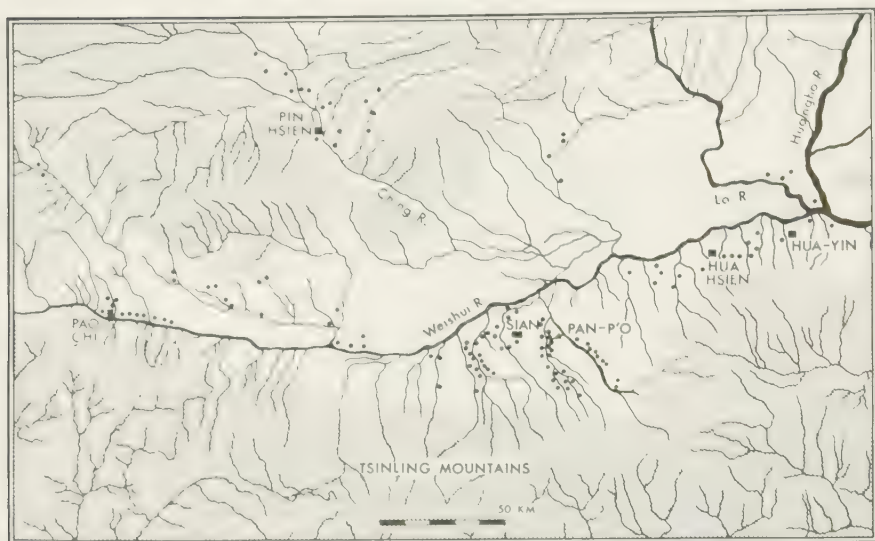 PIN
HSIEN
Ching R.
Huangho R
Lo R
HUA-YIN
HUA
HSIEN
Weishui R
SIAN
PAN-P'O
PAO
CHI
TSINLING MOUNTAINS
50 KM